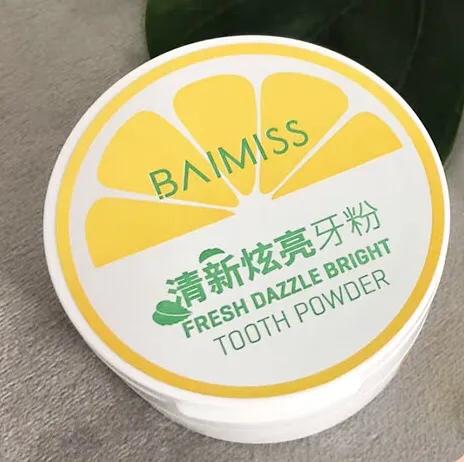 BAIMISS
清新炫亮牙粉
FRESH DAZZLE BRIGHT
TOOTH POWDER